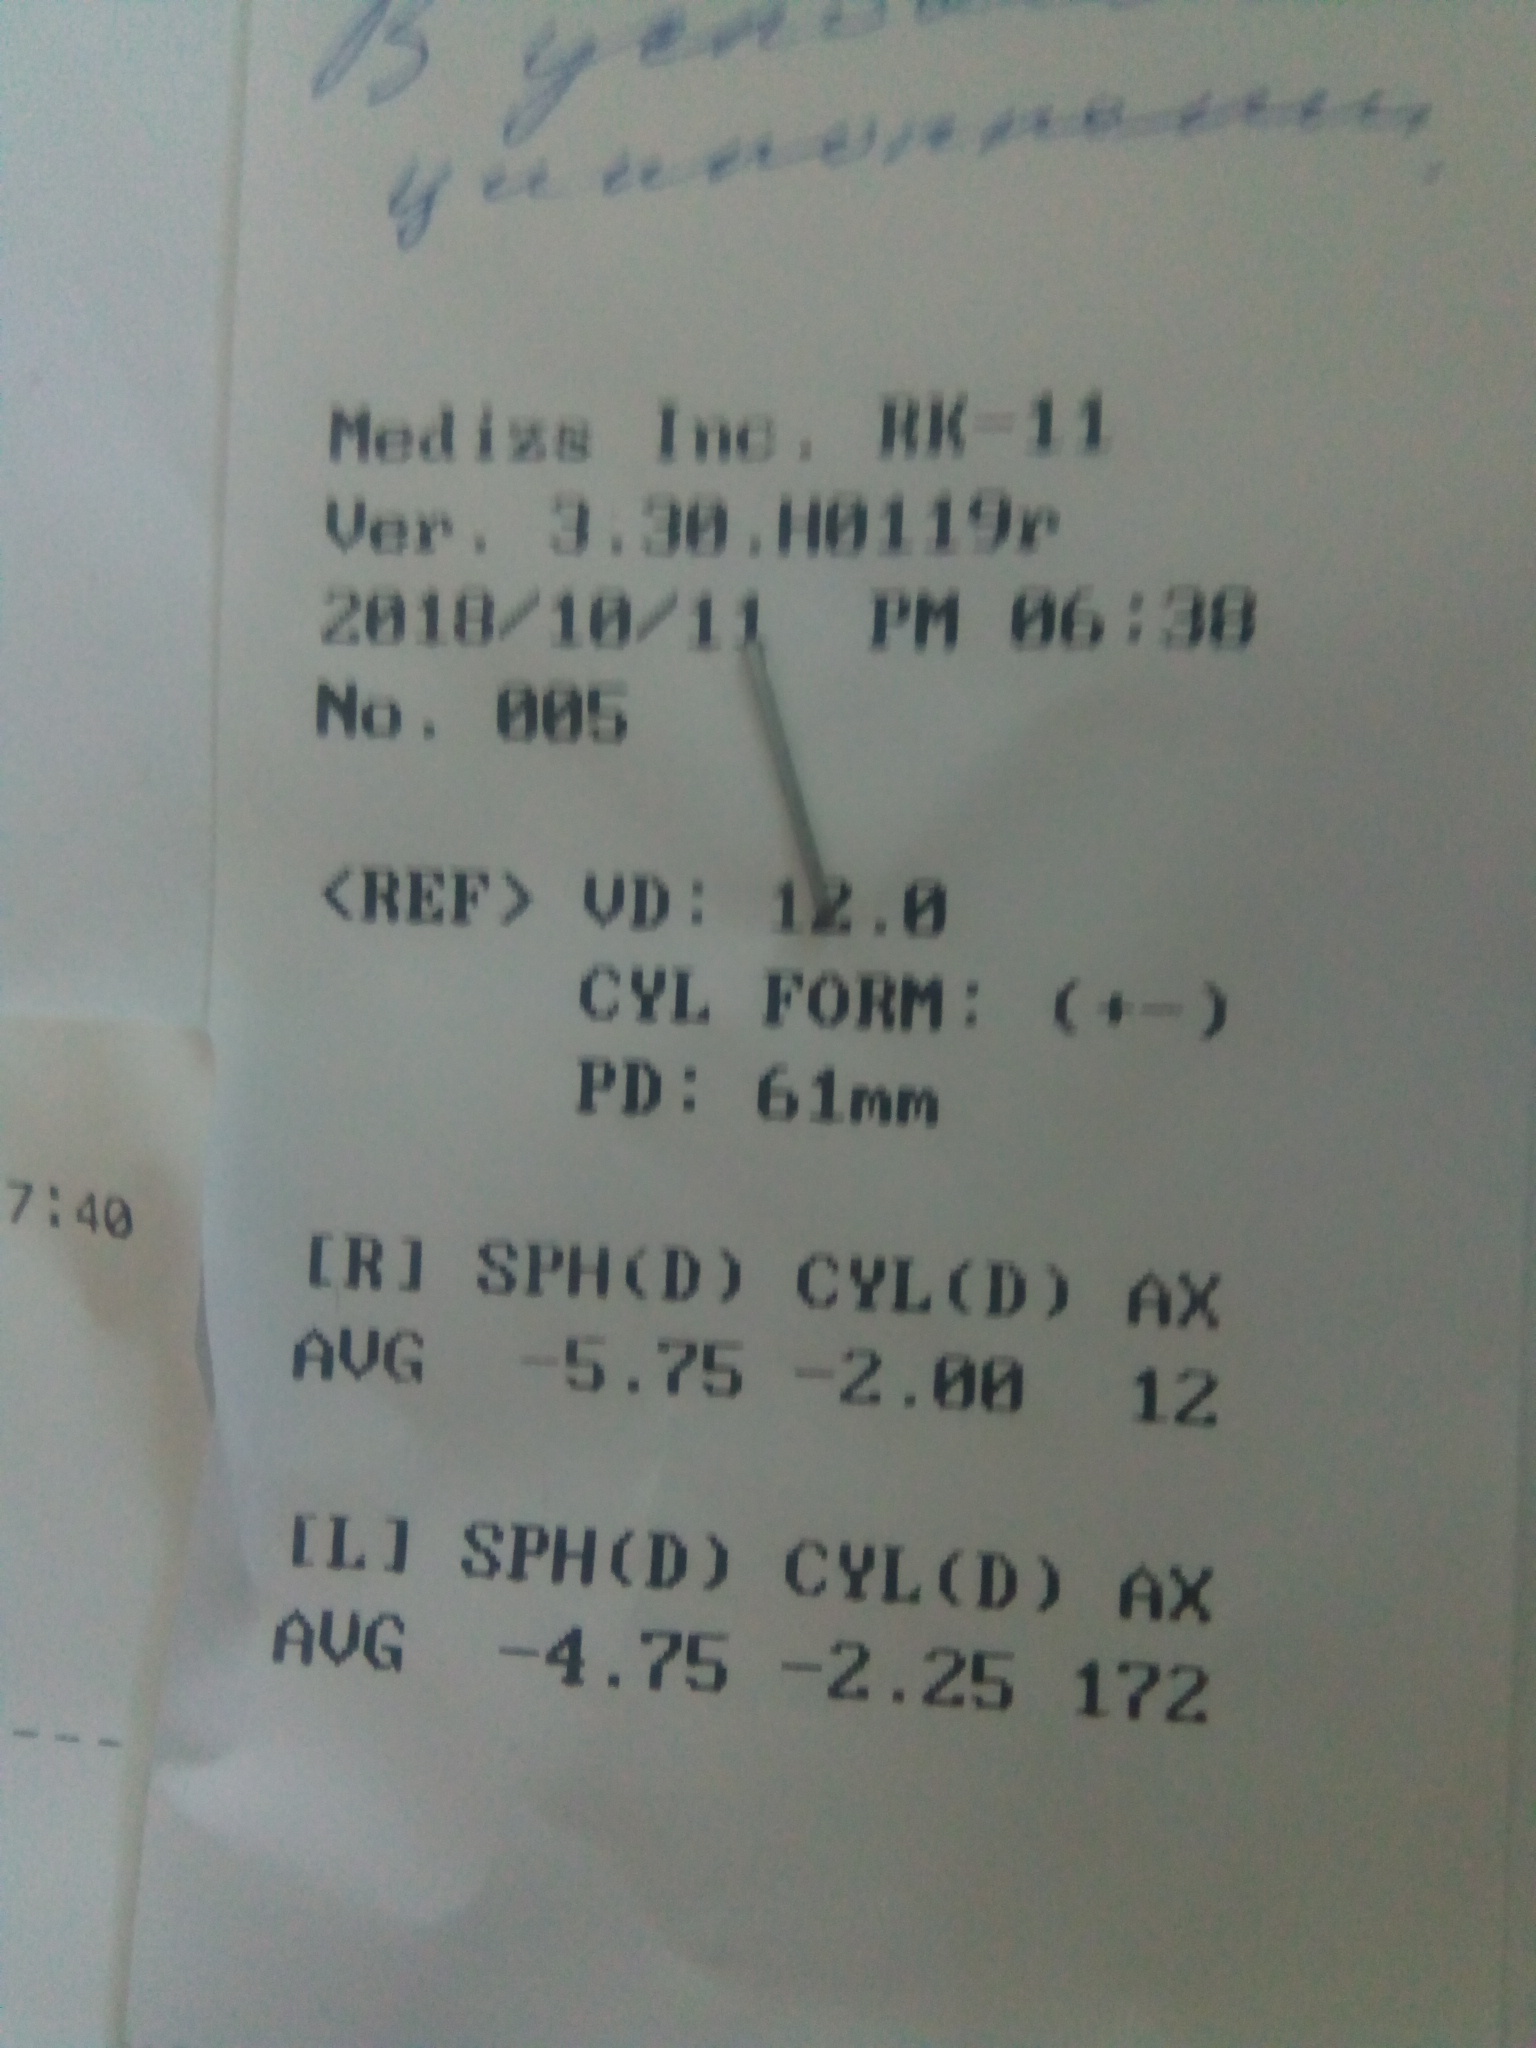 В усло
Medizs Inc. RK-11
Ver. 3.30.H0119r
2018/10/11 PM 06:38
No. 005
<REF> VD: 12.0
CYL FORM: (+-)
PD: 61mm
7:40
[R] SPH(D) CYL(D) AX
AVG -5.75 -2.00 12
[L] SPH(D) CYL(D) AX
AVG -4.75 -2.25 172
---